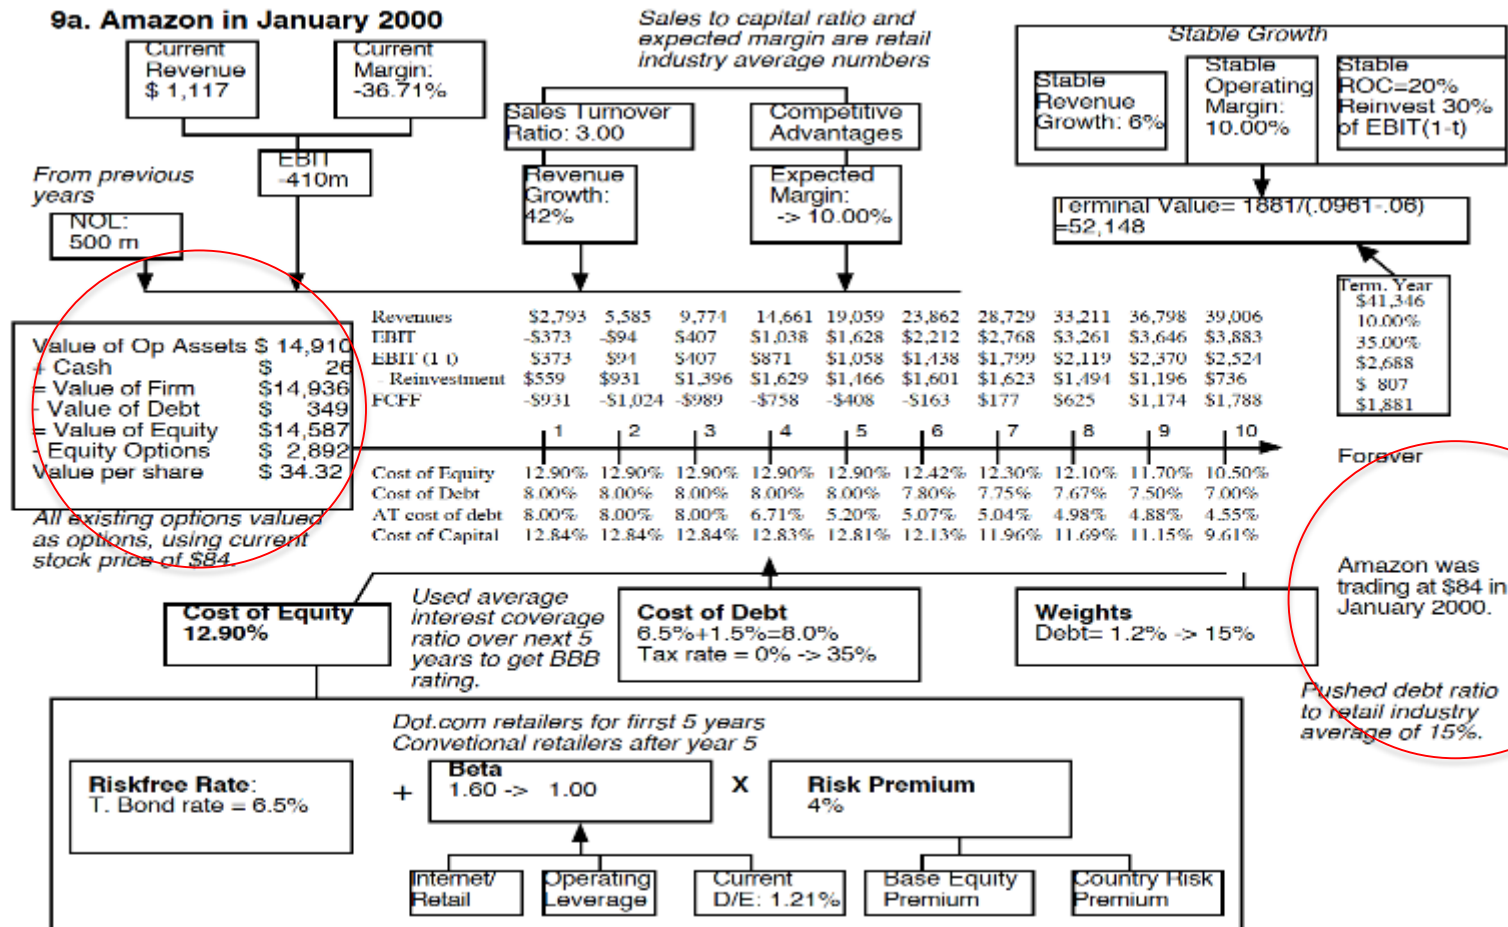 9a. Amazon in January 2000
Sales to capital ratio and
expected margin are retail
industry average numbers
Current
Revenue
$ 1,117
Current
Margin:
-36.71%
Stable Growth
Stable
Revenue
Growth: 6%
Stable
Operating
Margin:
10.00%
Stable
ROC=20%
Reinvest 30%
of EBIT(1-t)
Sales Turnover
Ratio: 3.00
Competitive
Advantages
EBIT
-410m
From previous
years
NOL:
500 m
Revenue
Growth:
42%
Expected
Margin:
-> 10.00%
Terminal Value= 1881/(.0961-.06)
=52,148
Term. Year
$41,346
10.00%
35.00%
$2,688
$ 807
$1,881
Revenues $2,793 5,585 9,774 14,661 19,059 23,862 28,729 33,211 36,798 39,006
EBIT -$373 -$94 $407 $1,038 $1,628 $2,212 $2,768 $3,261 $3,646 $3,883
EBIT (1-t) -$373 -$94 $407 $871 $1,058 $1,438 $1,799 $2,119 $2,370 $2,524
- Reinvestment $559 $931 $1,396 $1,629 $1,466 $1,601 $1,623 $1,494 $1,196 $736
FCFF -$931 -$1,024 -$989 -$758 -$408 -$163 $177 $625 $1,174 $1,788
1 2 3 4 5 6 7 8 9 10
Value of Op Assets $ 14,910
+ Cash $ 26
= Value of Firm $14,936
- Value of Debt $ 349
= Value of Equity $14,587
- Equity Options $ 2,892
Value per share $ 34.32
Forever
Cost of Equity 12.90% 12.90% 12.90% 12.90% 12.90% 12.42% 12.30% 12.10% 11.70% 10.50%
Cost of Debt 8.00% 8.00% 8.00% 8.00% 8.00% 7.80% 7.75% 7.67% 7.50% 7.00%
AT cost of debt 8.00% 8.00% 8.00% 6.71% 5.20% 5.07% 5.04% 4.98% 4.88% 4.55%
Cost of Capital 12.84% 12.84% 12.84% 12.83% 12.81% 12.13% 11.96% 11.69% 11.15% 9.61%
All existing options valued
as options, using current
stock price of $84.
Amazon was
trading at $84 in
January 2000.
Cost of Equity
12.90%
Used average
interest coverage
ratio over next 5
years to get BBB
rating.
Cost of Debt
6.5%+1.5%=8.0%
Tax rate = 0% -> 35%
Weights
Debt= 1.2% -> 15%
Pushed debt ratio
to retail industry
average of 15%.
Dot.com retailers for firrst 5 years
Convetional retailers after year 5
Riskfree Rate:
T. Bond rate = 6.5%
+
Beta
1.60 -> 1.00
X
Risk Premium
4%
Internet/
Retail
Operating
Leverage
Current
D/E: 1.21%
Base Equity
Premium
Country Risk
Premium